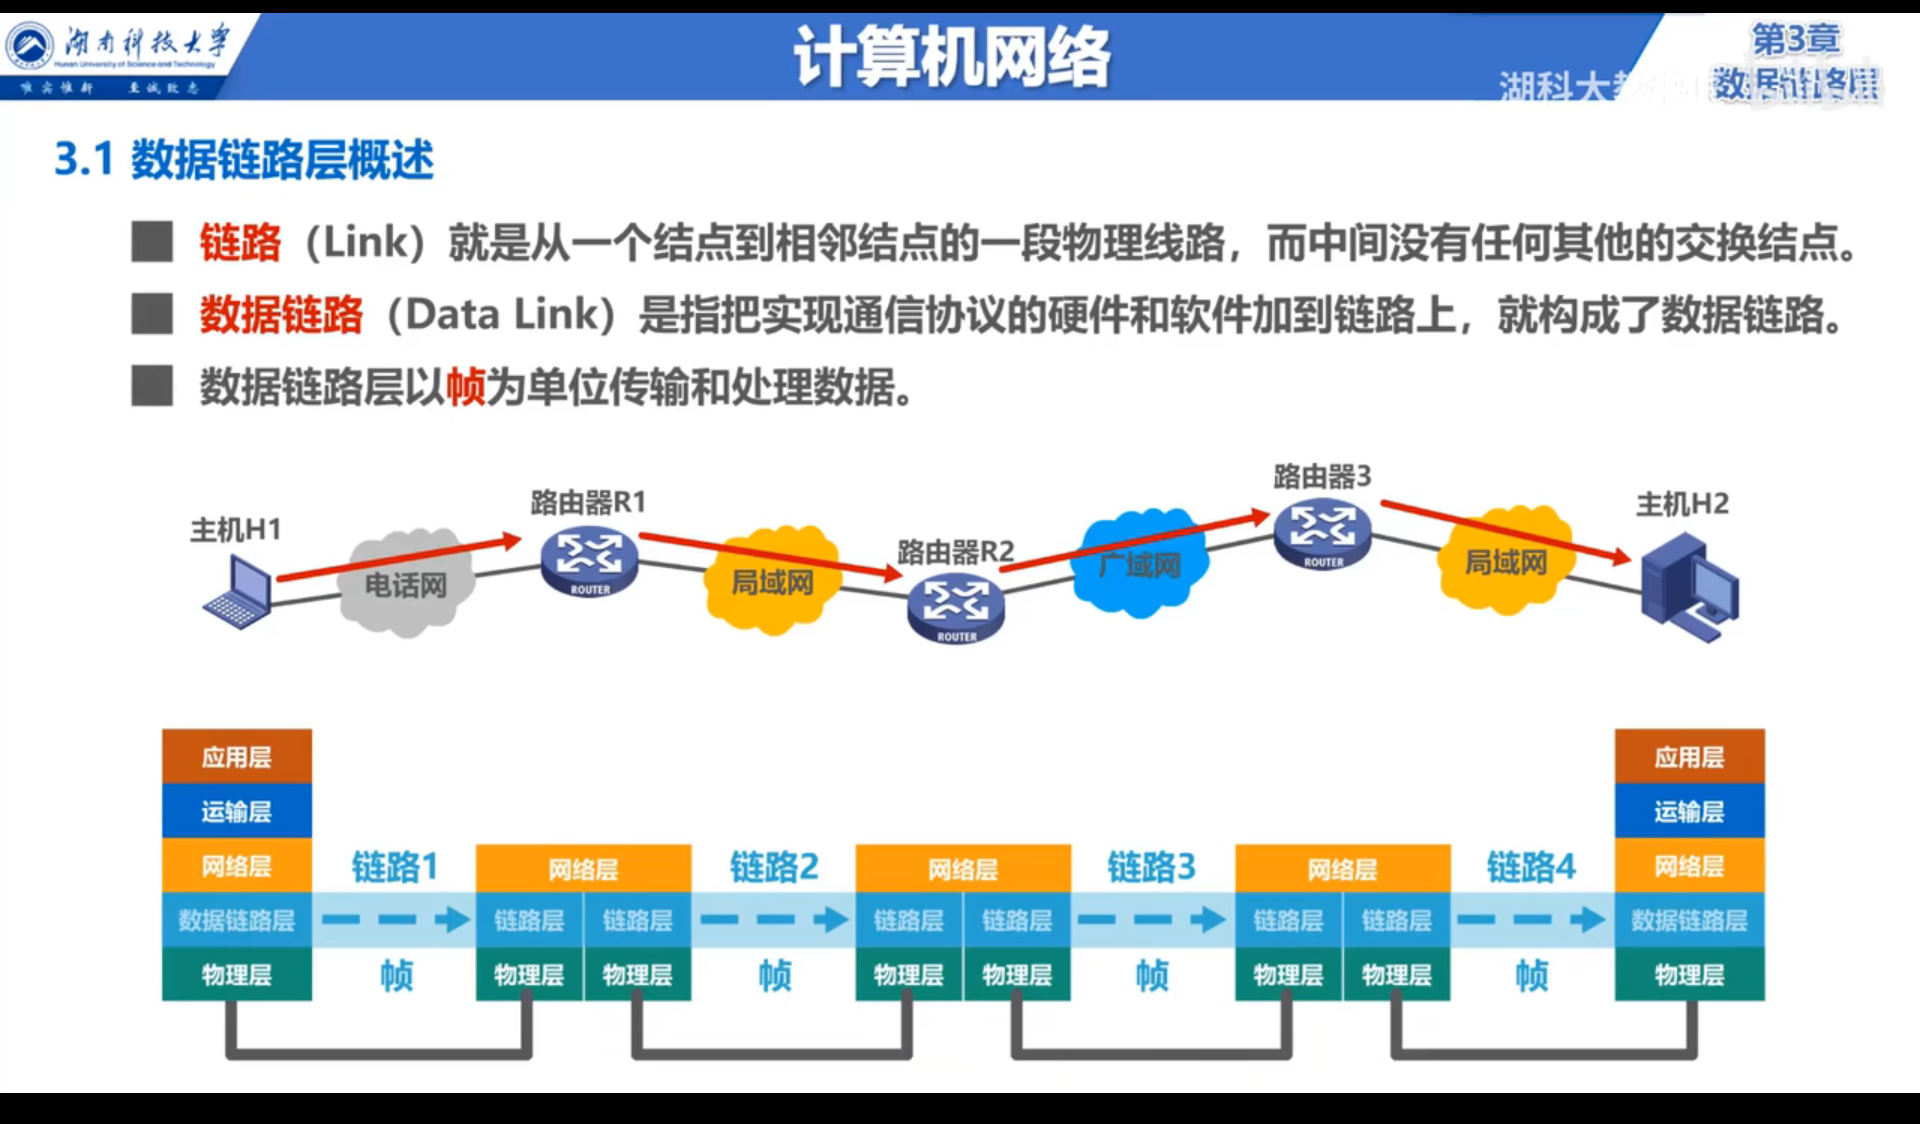 湖南科技大学
Hunan University of Science and Technology
唯实惟新 至诚致志
计算机网络
第3章
数据链路层
湖科大教
3.1 数据链路层概述
链路（Link）就是从一个结点到相邻结点的一段物理线路，而中间没有任何其他的交换结点。
数据链路（Data Link）是指把实现通信协议的硬件和软件加到链路上，就构成了数据链路。
数据链路层以帧为单位传输和处理数据。
主机H1 路由器R1 路由器R2 路由器3 主机H2
电话网 局域网 广域网 局域网
ROUTER ROUTER ROUTER
应用层 应用层
运输层 运输层
网络层 链路1 网络层 链路2 网络层 链路3 网络层 链路4 网络层
数据链路层 链路层 链路层 链路层 链路层 链路层 链路层 数据链路层
物理层 帧 物理层 物理层 帧 物理层 物理层 帧 物理层 物理层 帧 物理层